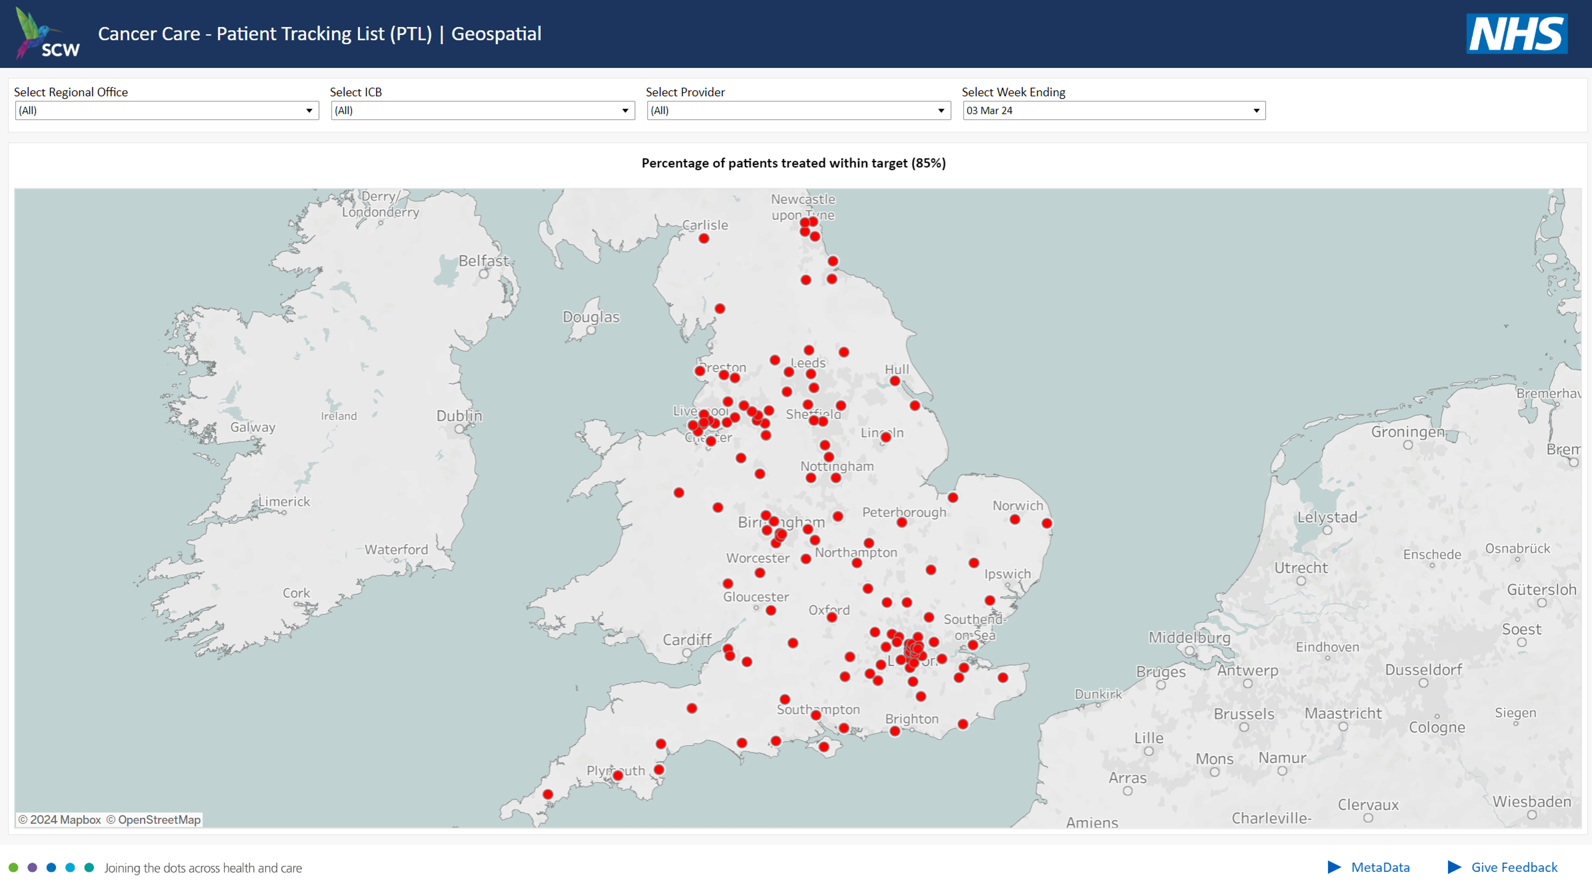 SCW
Cancer Care - Patient Tracking List (PTL) | Geospatial
NHS
Select Regional Office
Select ICB
Select Provider
Select Week Ending
(All)
(All)
(All)
03 Mar 24
Percentage of patients treated within target (85%)
Derry/
Londonderry
Newcastle
upon Tyne
Carlisle
Belfast
Douglas
Preston
Leeds
Hull
Bremerhav
Liverpool
Sheffield
Ireland
Dublin
Galway
Chester
Lincoln
Groningen
Brem
Nottingham
Limerick
Peterborough
Norwich
Lelystad
Birmingham
Waterford
Worcester
Northampton
Enschede
Osnabrück
Utrecht
Ipswich
Cork
Gloucester
Oxford
Gütersloh
Southend-
on-Sea
Soest
Cardiff
Middelburg
Eindhoven
London
Bruges
Antwerp
Dusseldorf
Dunkirk
Southampton
Brighton
Brussels
Maastricht
Siegen
Cologne
Lille
Mons
Namur
Plymouth
Arras
Clervaux
Wiesbaden
Charleville-
Amiens
© 2024 Mapbox © OpenStreetMap
Joining the dots across health and care
MetaData
Give Feedback